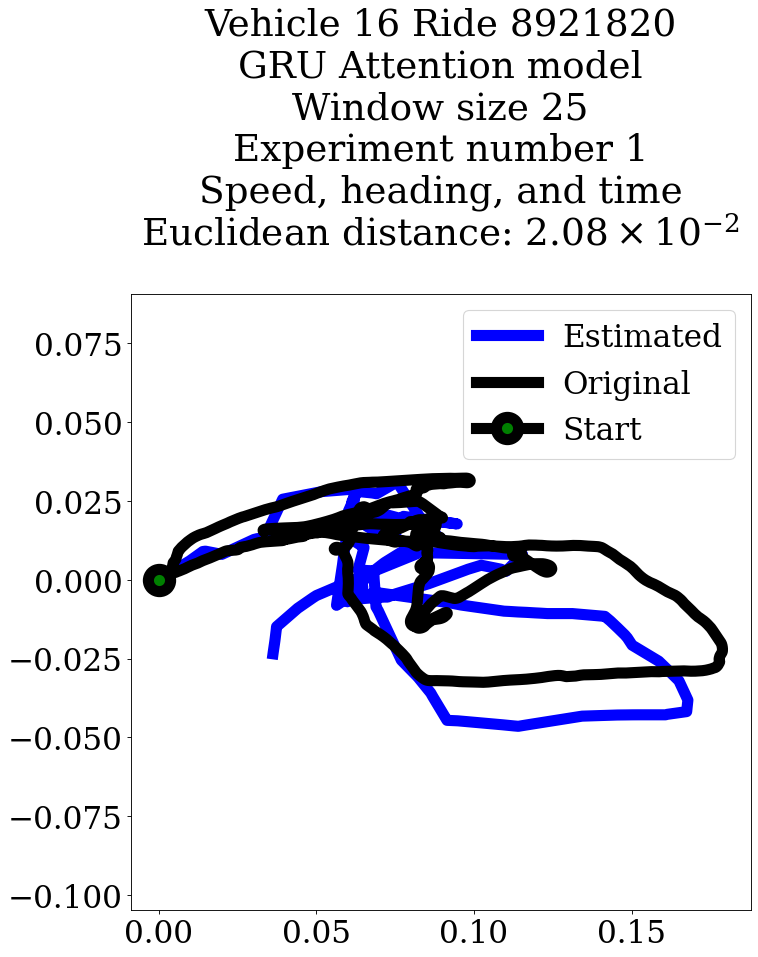 Vehicle 16 Ride 8921820
GRU Attention model
Window size 25
Experiment number 1
Speed, heading, and time
Euclidean distance: 2.08 × 10⁻²
Estimated
Original
Start
0.075
0.050
0.025
0.000
−0.025
−0.050
−0.075
−0.100
0.00 0.05 0.10 0.15